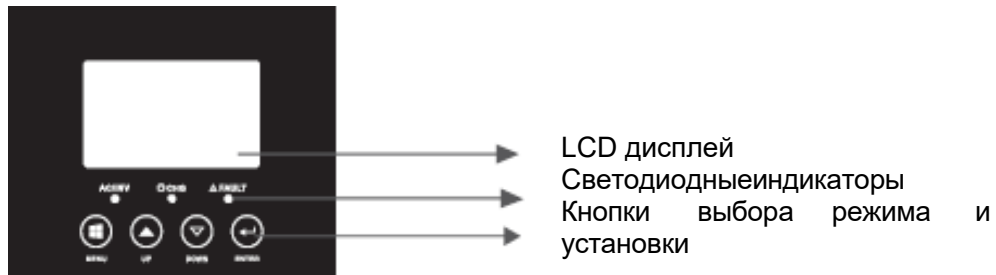 LCD дисплей
Светодиодныеиндикаторы
Кнопки выбора режима и
установки
AC/INV CHG FAULT
MENU UP DOWN ENTER